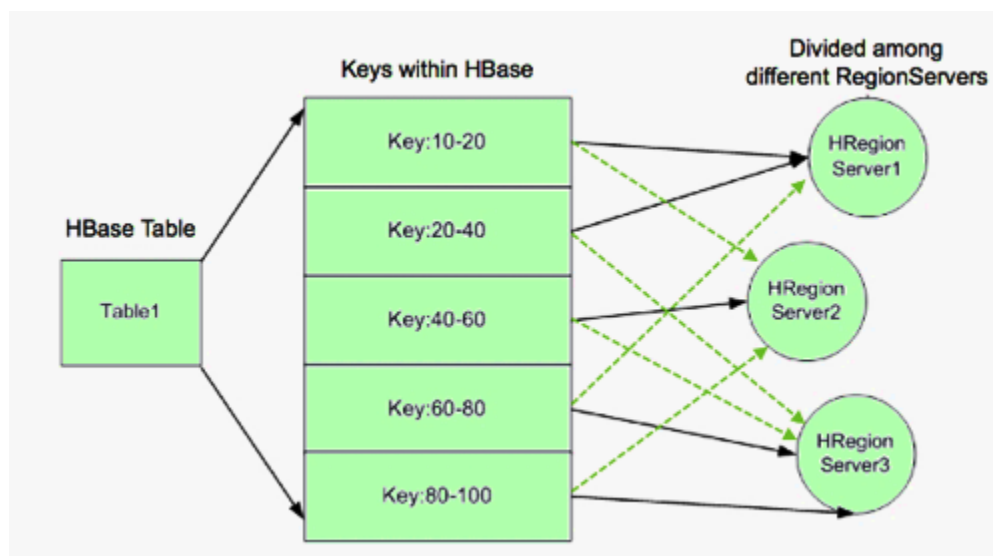 Divided among
different RegionServers
Keys within HBase
Key:10-20
HRegion
Server1
Key:20-40
HBase Table
Table1
Key:40-60
HRegion
Server2
Key:60-80
HRegion
Server3
Key:80-100